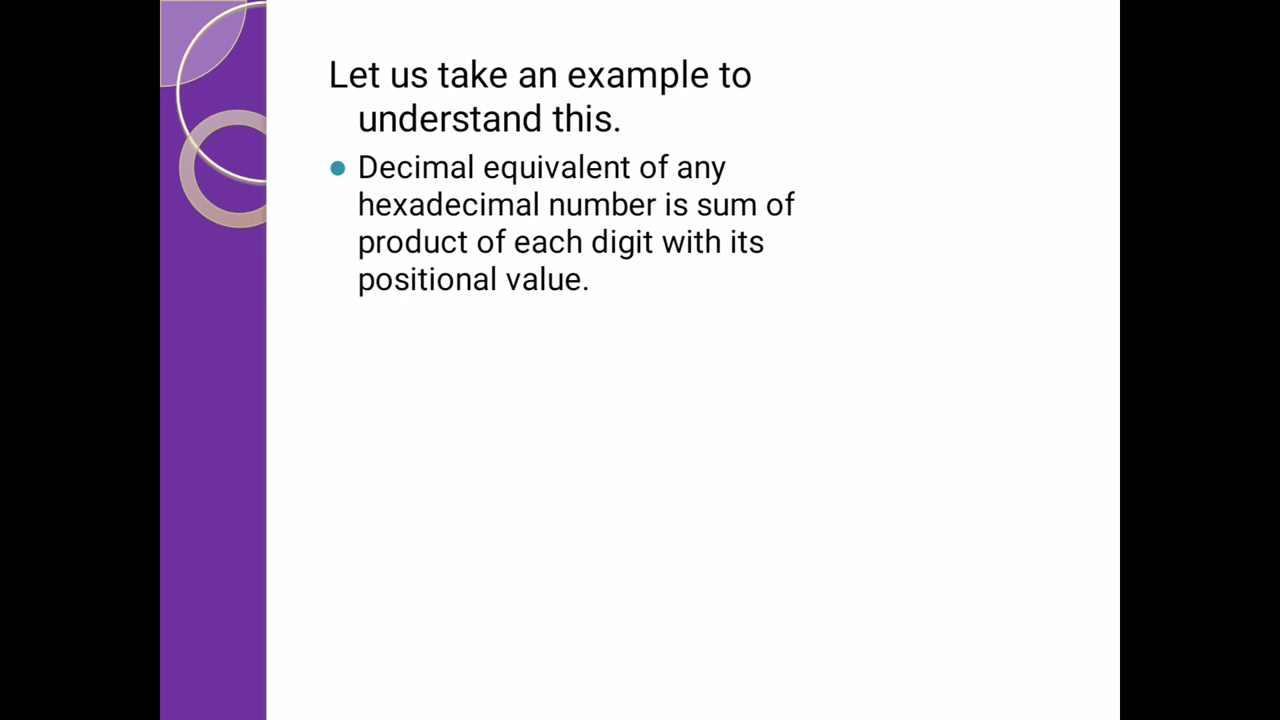 Let us take an example to
understand this.
Decimal equivalent of any
hexadecimal number is sum of
product of each digit with its
positional value.